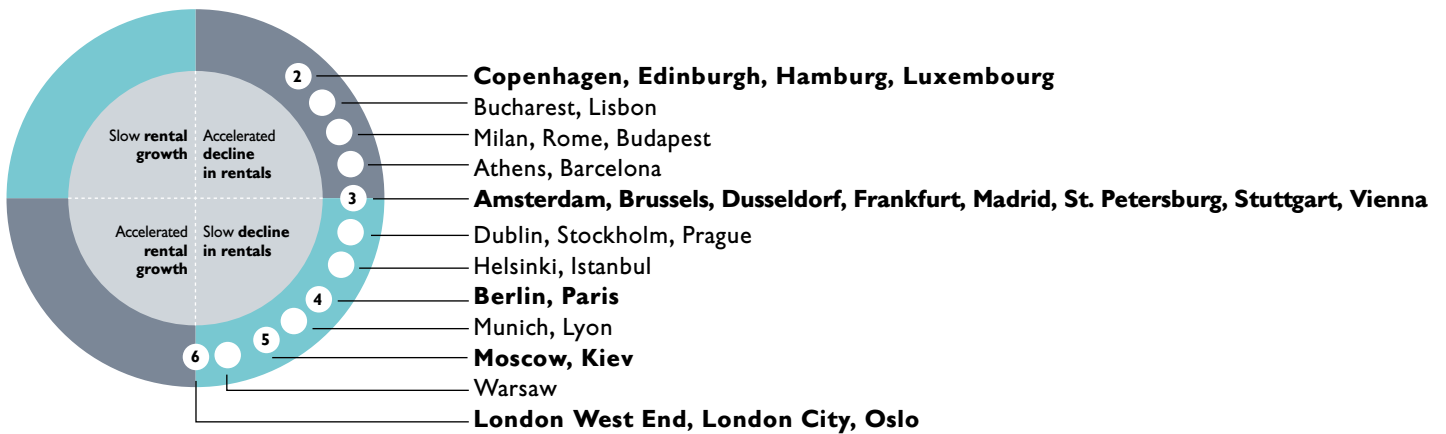 2
Copenhagen, Edinburgh, Hamburg, Luxembourg
Bucharest, Lisbon
Milan, Rome, Budapest
Athens, Barcelona
3
Amsterdam, Brussels, Dusseldorf, Frankfurt, Madrid, St. Petersburg, Stuttgart, Vienna
Dublin, Stockholm, Prague
Helsinki, Istanbul
4
Berlin, Paris
Munich, Lyon
5
Moscow, Kiev
Warsaw
6
London West End, London City, Oslo
Slow rental
growth
Accelerated
decline
in rentals
Accelerated
rental
growth
Slow decline
in rentals